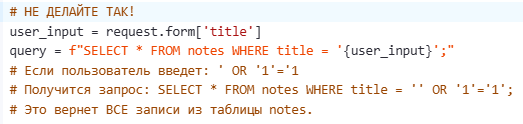 # НЕ ДЕЛАЙТЕ ТАК!
user_input = request.form['title']
query = f"SELECT * FROM notes WHERE title = '{user_input}';"
# Если пользователь введет: ' OR '1'='1
# Получится запрос: SELECT * FROM notes WHERE title = '' OR '1'='1';
# Это вернет ВСЕ записи из таблицы notes.